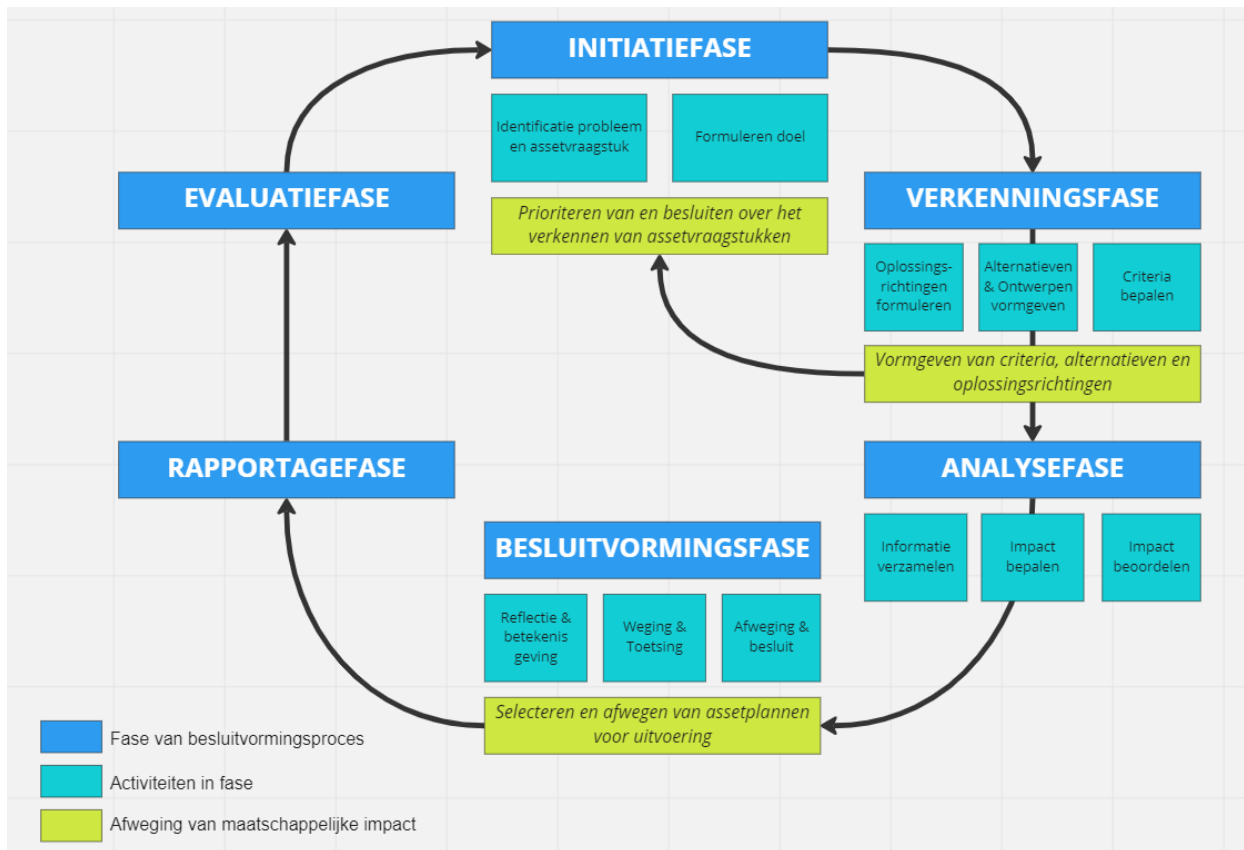 INITIATIEFASE
Identificatie probleem
en assetvraagstuk
Formuleren doel
Prioriteren van en besluiten over het
verkennen van assetvraagstukken
VERKENNINGSFASE
Oplossings-
richtingen
formuleren
Alternatieven
& Ontwerpen
vormgeven
Criteria
bepalen
Vormgeven van criteria, alternatieven en
oplossingsrichtingen
ANALYSEFASE
Informatie
verzamelen
Impact
bepalen
Impact
beoordelen
BESLUITVORMINGSFASE
Reflectie &
betekenis
geving
Weging &
Toetsing
Afweging &
besluit
Selecteren en afwegen van assetplannen
voor uitvoering
RAPPORTAGEFASE
EVALUATIEFASE
Fase van besluitvormingsproces
Activiteiten in fase
Afweging van maatschappelijke impact